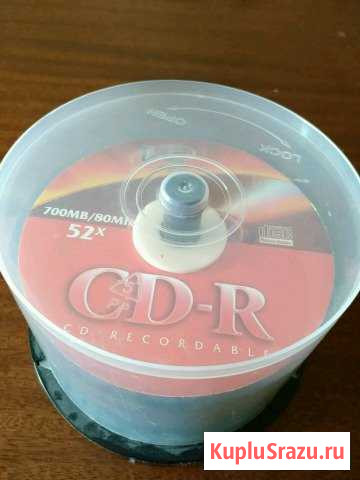 OPEN
LOCK
700MB/80MIN
52X
CD-R
CD-RECORDABLE
KupluSrazu.ru